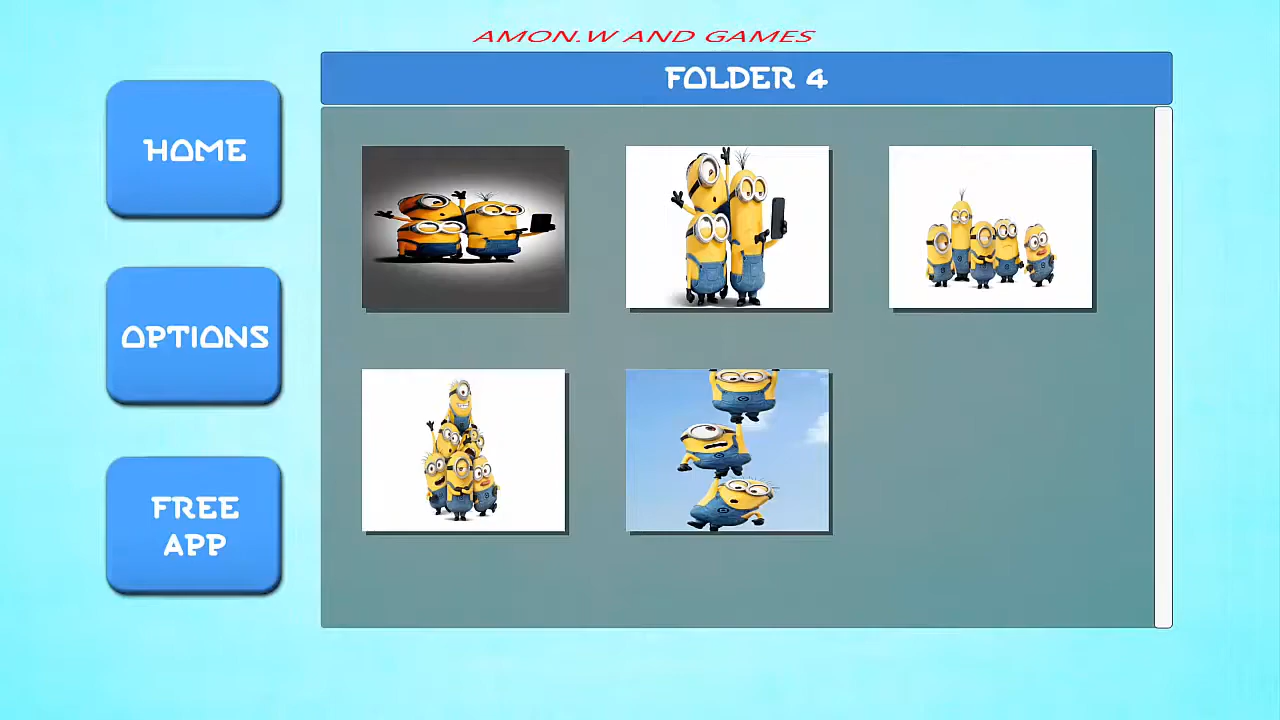 AMON.W AND GAMES
FOLDER 4
HOME
OPTIONS
FREE
APP